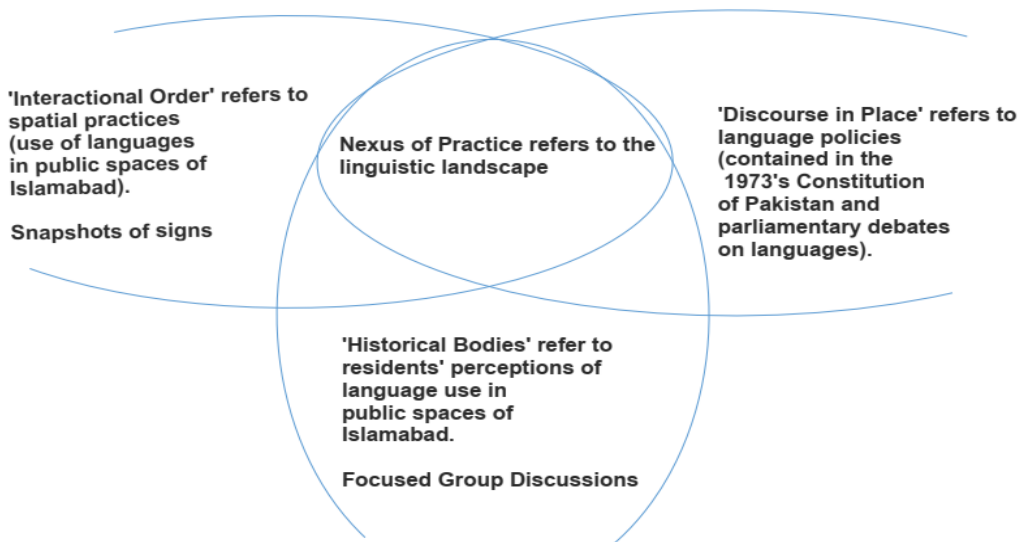 'Interactional Order' refers to
spatial practices
(use of languages
in public spaces of
Islamabad).
Snapshots of signs
Nexus of Practice refers to the
linguistic landscape
'Discourse in Place' refers to
language policies
(contained in the
1973's Constitution
of Pakistan and
parliamentary debates
on languages).
'Historical Bodies' refer to
residents' perceptions of
language use in
public spaces of
Islamabad.
Focused Group Discussions